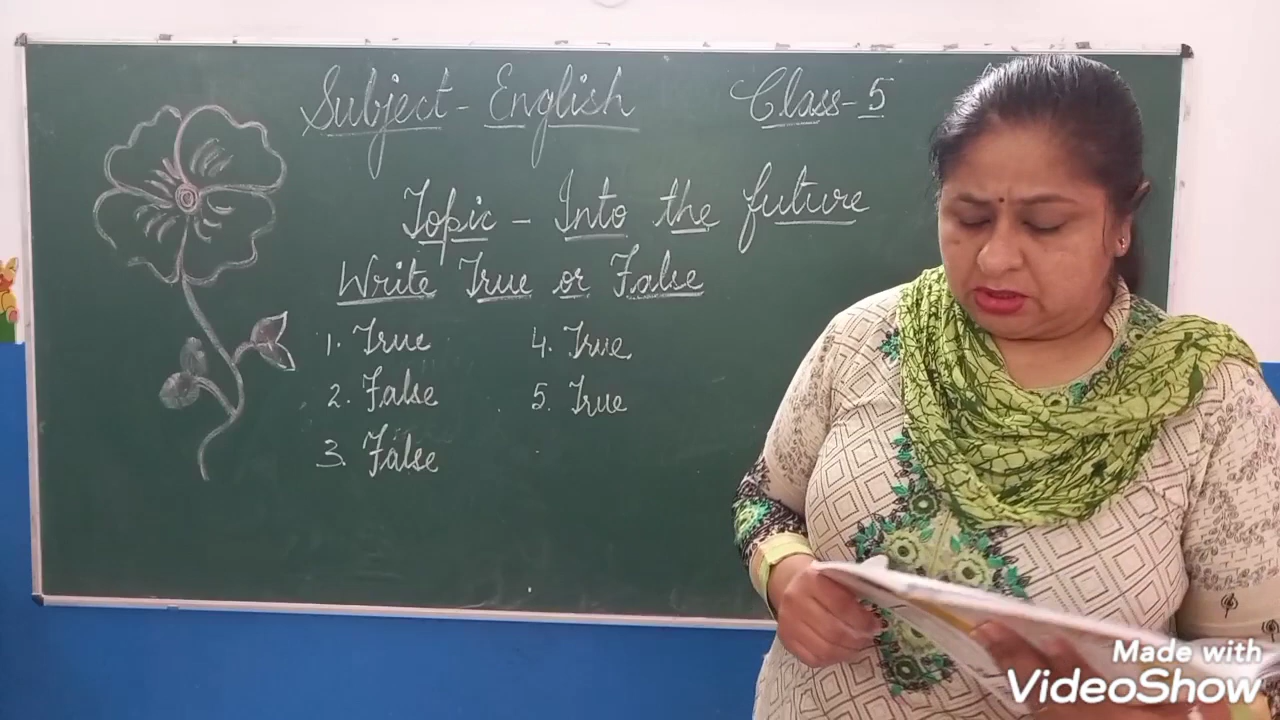 Subject - English Class - 5
Topic - Into the future
Write True or False
1. True
2. False
3. False
4. True
5. True
Made with
VideoShow